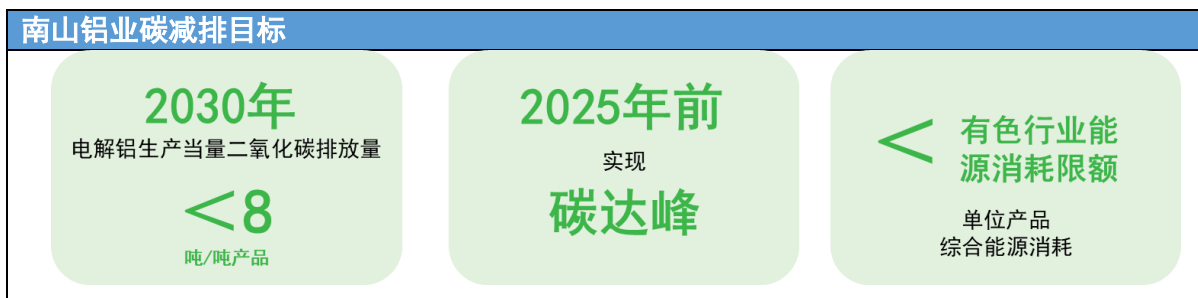 南山铝业碳减排目标
2030年
电解铝生产当量二氧化碳排放量
<8
吨/吨产品
2025年前
实现
碳达峰
< 有色行业能
源消耗限额
单位产品
综合能源消耗